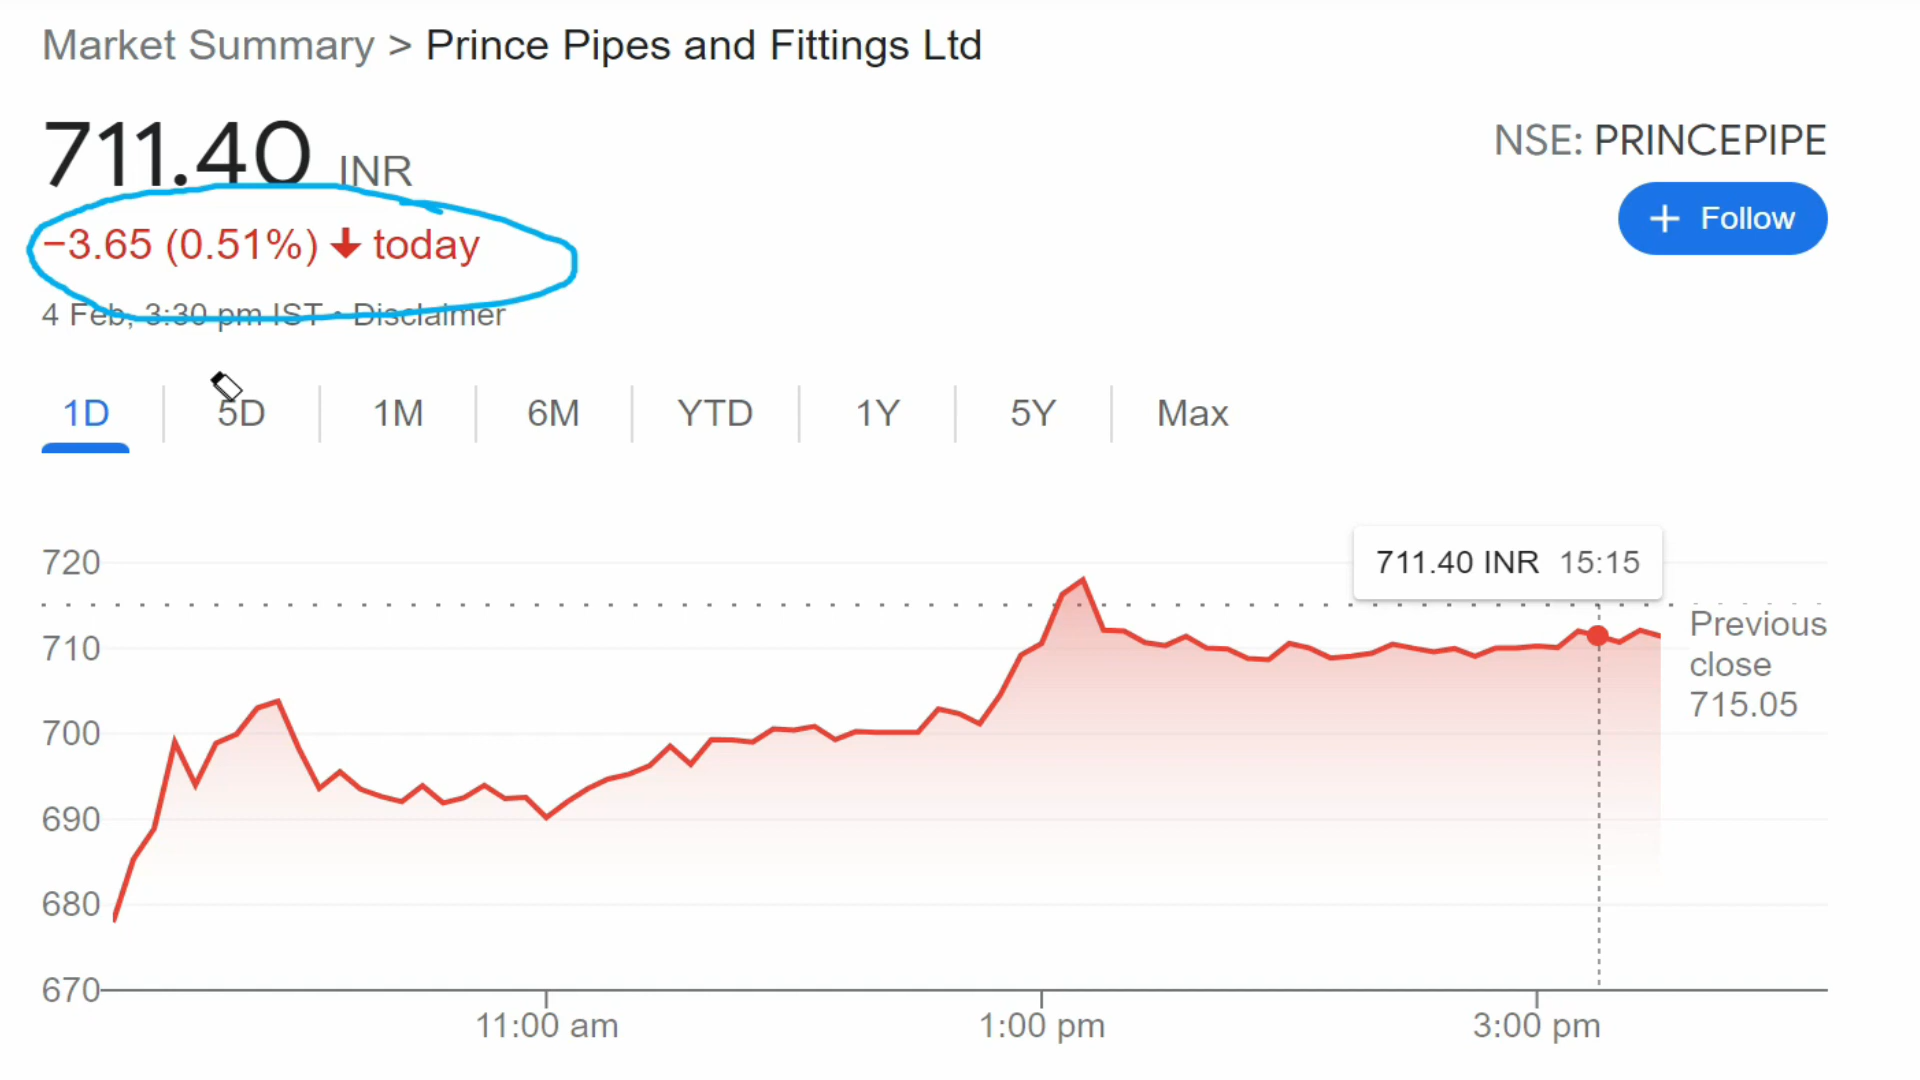 Market Summary > Prince Pipes and Fittings Ltd
711.40 INR
NSE: PRINCEPIPE
+ Follow
−3.65 (0.51%) ↓ today
4 Feb, 3:30 pm IST • Disclaimer
1D 5D 1M 6M YTD 1Y 5Y Max
720
711.40 INR 15:15
Previous
close
715.05
710
700
690
680
670
11:00 am 1:00 pm 3:00 pm